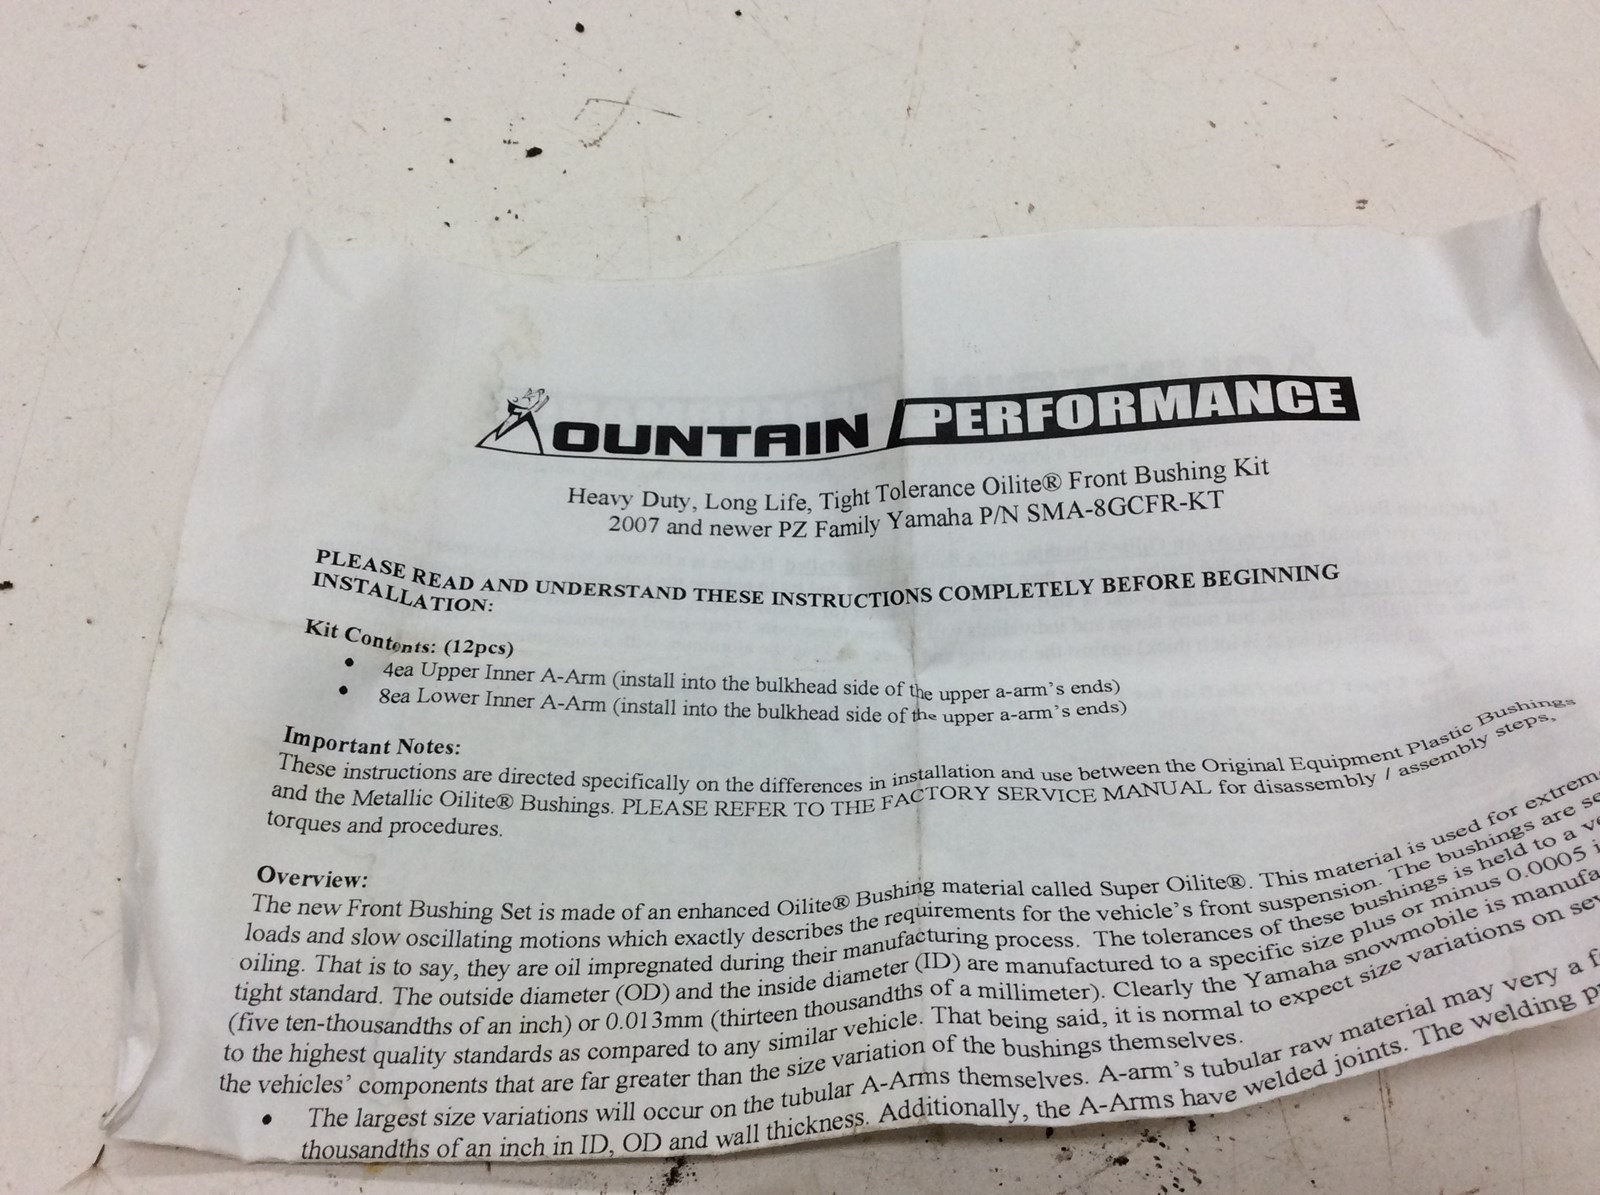 MOUNTAIN PERFORMANCE
Heavy Duty, Long Life, Tight Tolerance Oilite® Front Bushing Kit
2007 and newer PZ Family Yamaha P/N SMA-8GCFR-KT
PLEASE READ AND UNDERSTAND THESE INSTRUCTIONS COMPLETELY BEFORE BEGINNING
INSTALLATION:
Kit Contents: (12pcs)
• 4ea Upper Inner A-Arm (install into the bulkhead side of the upper a-arm's ends)
• 8ea Lower Inner A-Arm (install into the bulkhead side of the upper a-arm's ends)
Important Notes:
These instructions are directed specifically on the differences in installation and use between the Original Equipment Plastic Bushings
and the Metallic Oilite® Bushings. PLEASE REFER TO THE FACTORY SERVICE MANUAL for disassembly / assembly steps,
torques and procedures.
Overview:
The new Front Bushing Set is made of an enhanced Oilite® Bushing material called Super Oilite®. This material is used for extreme
loads and slow oscillating motions which exactly describes the requirements for the vehicle's front suspension. The bushings are se
oiling. That is to say, they are oil impregnated during their manufacturing process. The tolerances of these bushings is held to a ve
tight standard. The outside diameter (OD) and the inside diameter (ID) are manufactured to a specific size plus or minus 0.0005 i
(five ten-thousandths of an inch) or 0.013mm (thirteen thousandths of a millimeter). Clearly the Yamaha snowmobile is manufa
to the highest quality standards as compared to any similar vehicle. That being said, it is normal to expect size variations on sev
the vehicles' components that are far greater than the size variation of the bushings themselves.
• The largest size variations will occur on the tubular A-Arms themselves. A-arm's tubular raw material may very a f
thousandths of an inch in ID, OD and wall thickness. Additionally, the A-Arms have welded joints. The welding p